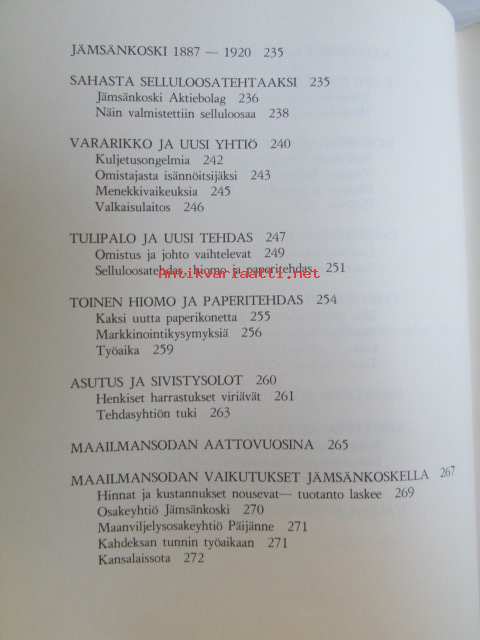 JÄMSÄNKOSKI 1887 — 1920 235
SAHASTA SELLULOOSATEHTAAKSI 235
Jämsänkoski Aktiebolag 236
Näin valmistettiin selluloosaa 238
VARARIKKO JA UUSI YHTIÖ 240
Kuljetusongelmia 242
Omistajasta isännöitsijäksi 243
Menekkivaikeuksia 245
Valkaisulaitos 246
TULIPALO JA UUSI TEHDAS 247
Omistus ja johto vaihtelevat 249
Selluloosatehdas, hiomo ja paperitehdas 251
antikvariaatti.net
TOINEN HIOMO JA PAPERITEHDAS 254
Kaksi uutta paperikonetta 255
Markkinointikysymyksiä 256
Työaika 259
ASUTUS JA SIVISTYSOLOT 260
Henkiset harrastukset viriävät 261
Tehdasyhtiön tuki 263
MAAILMANSODAN AATTOVUOSINA 265
MAAILMANSODAN VAIKUTUKSET JÄMSÄNKOSKELLA 267
Hinnat ja kustannukset nousevat— tuotanto laskee 269
Osakeyhtiö Jämsänkoski 270
Maanviljelysosakeyhtiö Päijänne 271
Kahdeksan tunnin työaikaan 271
Kansalaissota 272